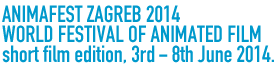 ANIMAFEST ZAGREB 2014
WORLD FESTIVAL OF ANIMATED FILM
short film edition, 3rd – 8th June 2014.